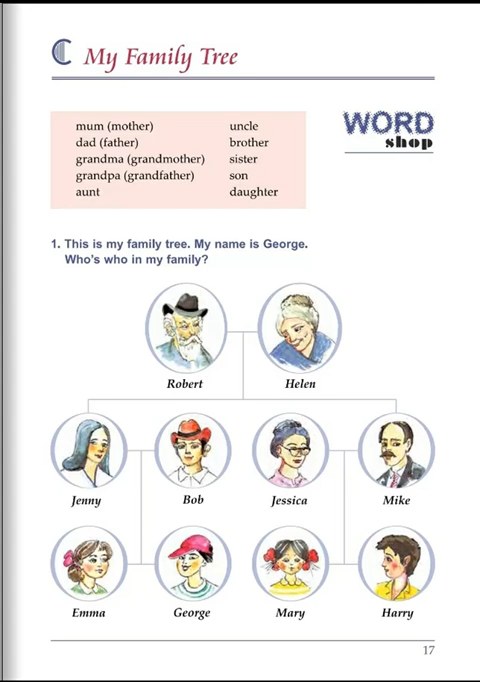 C My Family Tree
mum (mother) uncle
dad (father) brother
grandma (grandmother) sister
grandpa (grandfather) son
aunt daughter
WORD
shop
1. This is my family tree. My name is George.
Who's who in my family?
Robert Helen
Jenny Bob Jessica Mike
Emma George Mary Harry
17